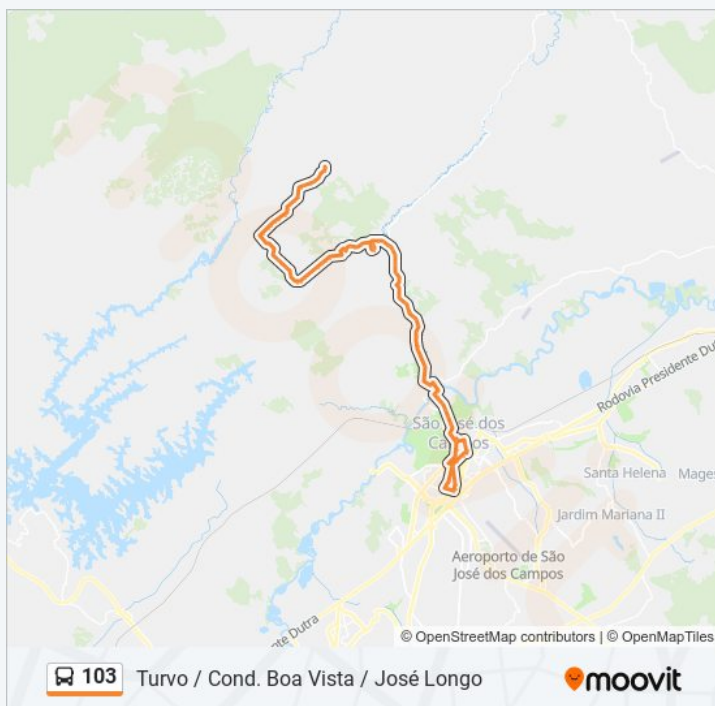 São José dos
Campos
Rodovia Presidente Du
Santa Helena
Mages
Jardim Mariana II
Aeroporto de São
José dos Campos
te Dutra
© OpenStreetMap contributors | © OpenMapTiles
103 Turvo / Cond. Boa Vista / José Longo
moovit